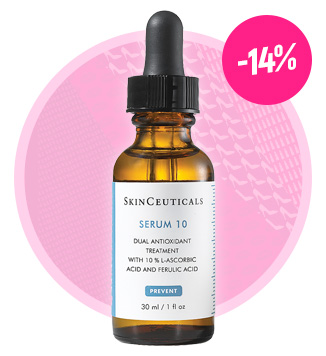 -14%
SKINCEUTICALS
SERUM 10
DUAL ANTIOXIDANT
TREATMENT
WITH 10 % L-ASCORBIC
ACID AND FERULIC ACID
PREVENT
30 ml / 1 fl oz